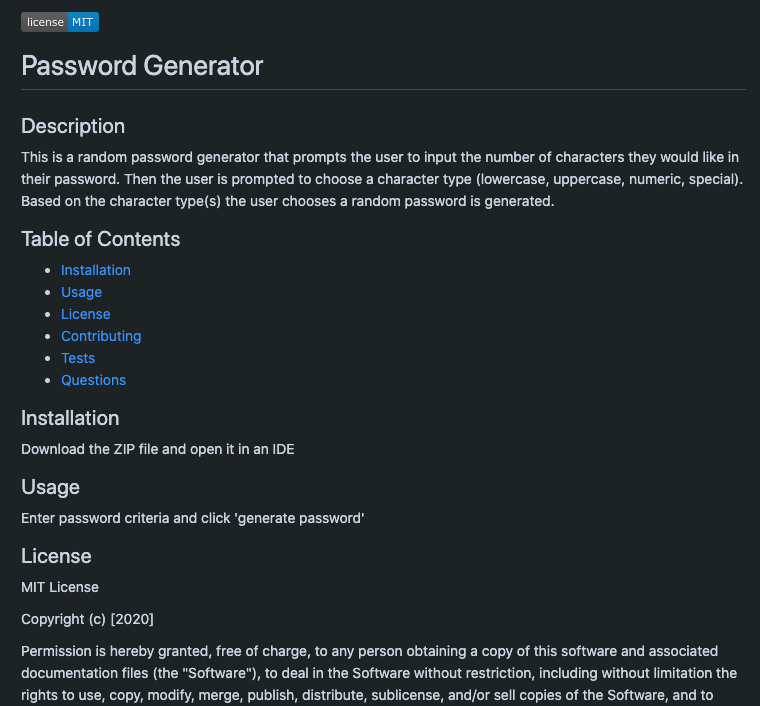 license MIT
Password Generator
Description
This is a random password generator that prompts the user to input the number of characters they would like in
their password. Then the user is prompted to choose a character type (lowercase, uppercase, numeric, special).
Based on the character type(s) the user chooses a random password is generated.
Table of Contents
Installation
Usage
License
Contributing
Tests
Questions
Installation
Download the ZIP file and open it in an IDE
Usage
Enter password criteria and click 'generate password'
License
MIT License
Copyright (c) [2020]
Permission is hereby granted, free of charge, to any person obtaining a copy of this software and associated
documentation files (the "Software"), to deal in the Software without restriction, including without limitation the
rights to use, copy, modify, merge, publish, distribute, sublicense, and/or sell copies of the Software, and to